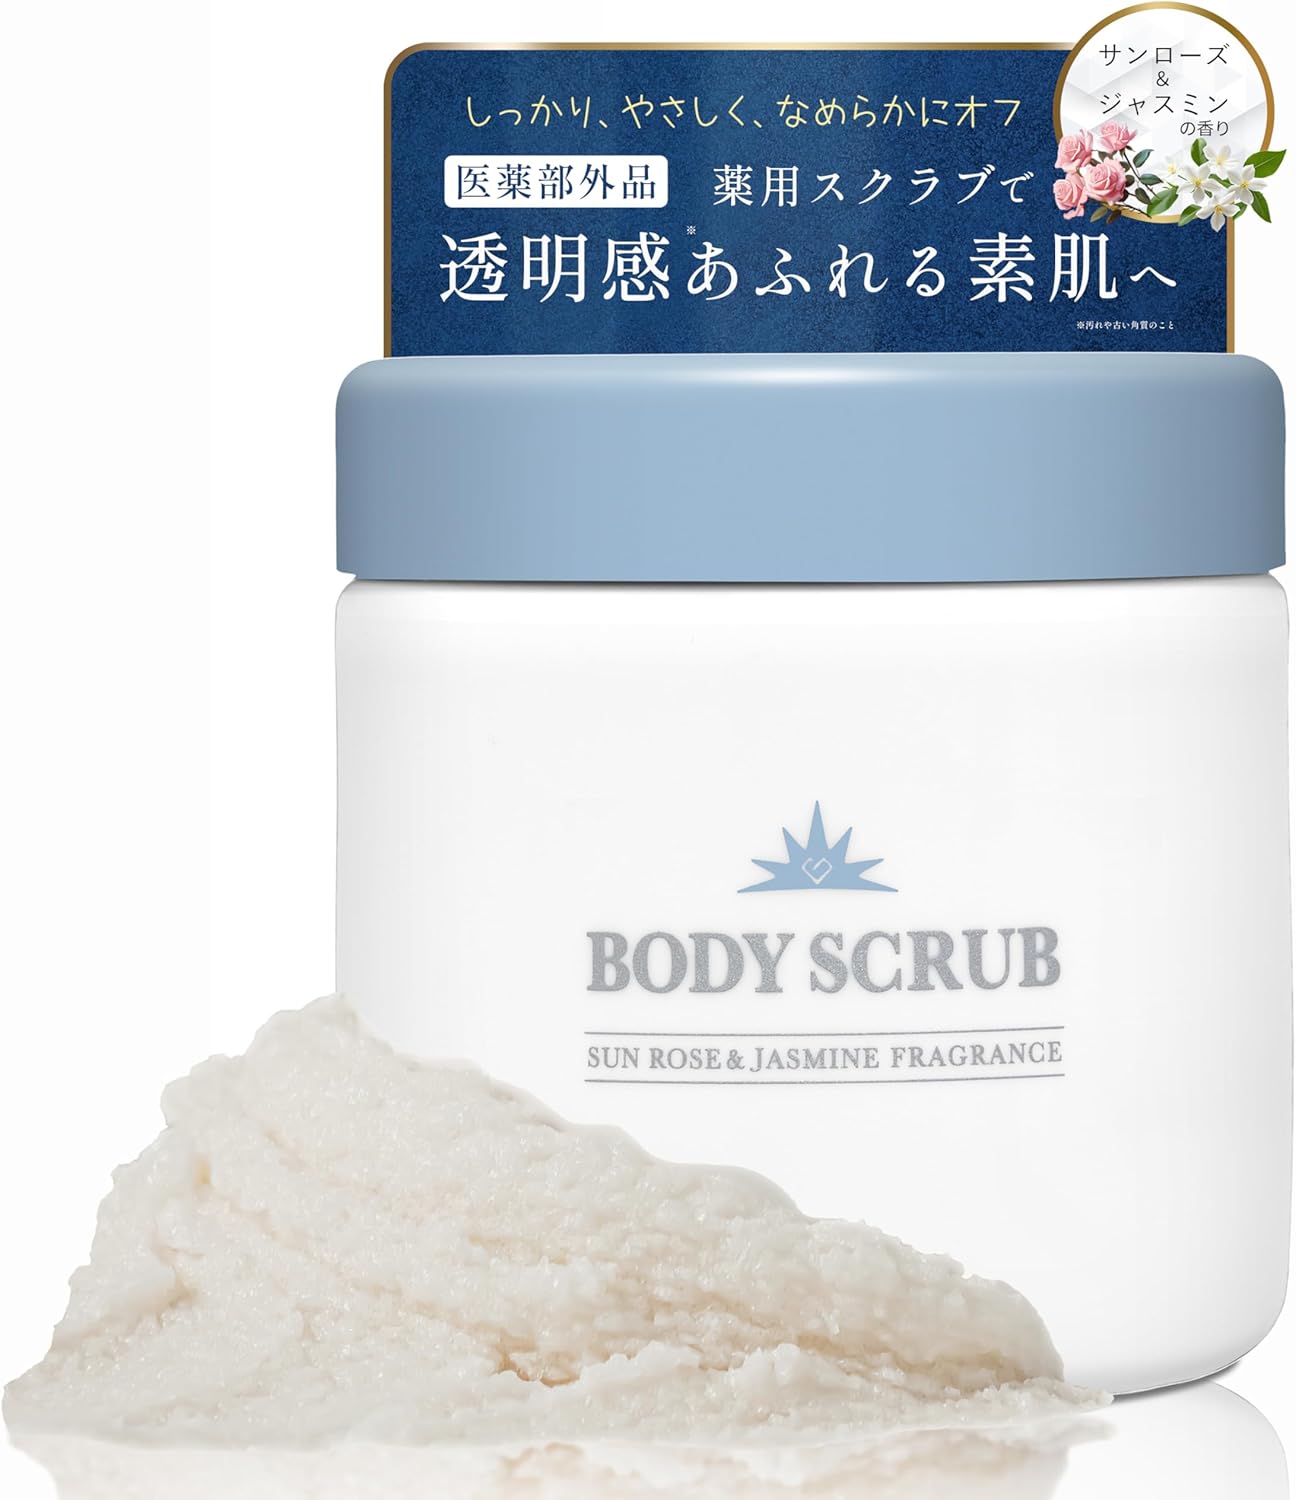 サンローズ
&
ジャスミン
の香り
しっかり、やさしく、なめらかにオフ
医薬部外品 薬用スクラブで
透明感※あふれる素肌へ
※汚れや古い角質のこと
BODY SCRUB
SUN ROSE & JASMINE FRAGRANCE